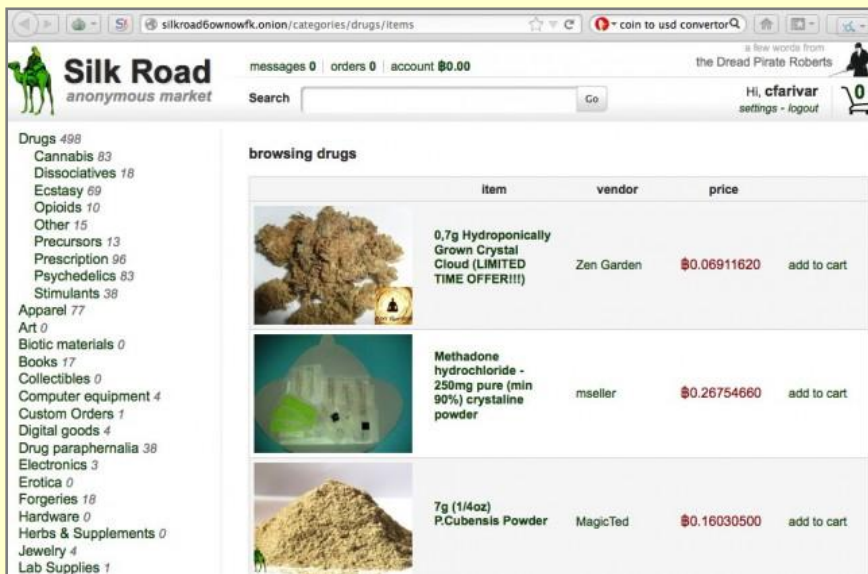 silkroad6ownowfk.onion/categories/drugs/items
coin to usd convertor
Silk Road
anonymous market
messages 0 | orders 0 | account ฿0.00
a few words from
the Dread Pirate Roberts
Search
Go
Hi, cfarivar
settings - logout
0
Drugs 498
Cannabis 83
Dissociatives 18
Ecstasy 69
Opioids 10
Other 15
Precursors 13
Prescription 96
Psychedelics 83
Stimulants 38
Apparel 77
Art 0
Biotic materials 0
Books 17
Collectibles 0
Computer equipment 4
Custom Orders 1
Digital goods 4
Drug paraphernalia 38
Electronics 3
Erotica 0
Forgeries 18
Hardware 0
Herbs & Supplements 0
Jewelry 4
Lab Supplies 1
browsing drugs
item vendor price
0,7g Hydroponically
Grown Crystal
Cloud (LIMITED
TIME OFFER!!!)
Zen Garden
฿0.06911620
add to cart
Methadone
hydrochloride -
250mg pure (min
90%) crystaline
powder
mseller
฿0.26754660
add to cart
7g (1/4oz)
P.Cubensis Powder
MagicTed
฿0.16030500
add to cart